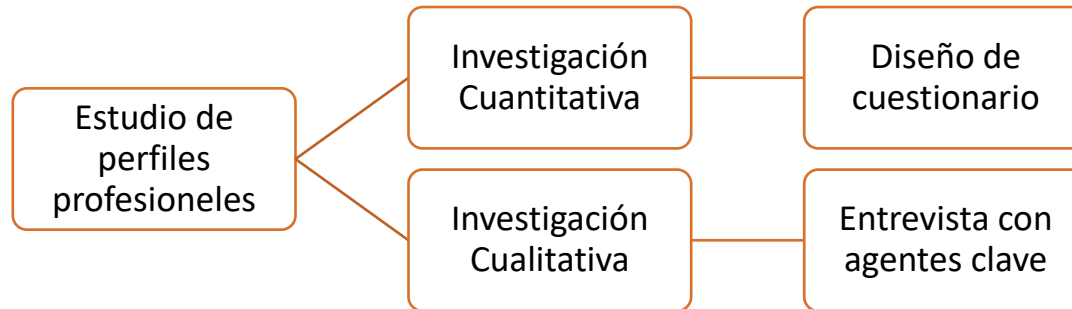 Estudio de
perfiles
profesioneles
Investigación
Cuantitativa
Diseño de
cuestionario
Investigación
Cualitativa
Entrevista con
agentes clave